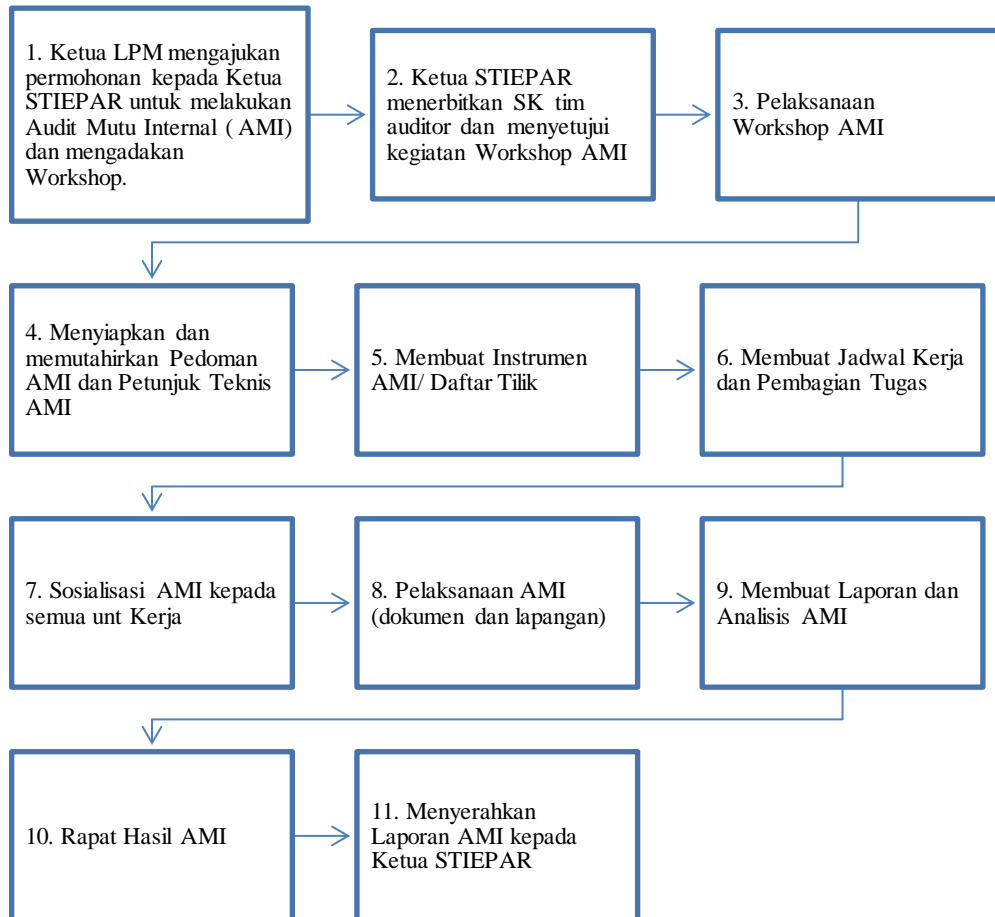 1. Ketua LPM mengajukan
permohonan kepada Ketua
STIEPAR untuk melakukan
Audit Mutu Internal ( AMI)
dan mengadakan
Workshop.
2. Ketua STIEPAR
menerbitkan SK tim
auditor dan menyetujui
kegiatan Workshop AMI
3. Pelaksanaan
Workshop AMI
4. Menyiapkan dan
memutahirkan Pedoman
AMI dan Petunjuk Teknis
AMI
5. Membuat Instrumen
AMI/ Daftar Tilik
6. Membuat Jadwal Kerja
dan Pembagian Tugas
7. Sosialisasi AMI kepada
semua unt Kerja
8. Pelaksanaan AMI
(dokumen dan lapangan)
9. Membuat Laporan dan
Analisis AMI
10. Rapat Hasil AMI
11. Menyerahkan
Laporan AMI kepada
Ketua STIEPAR